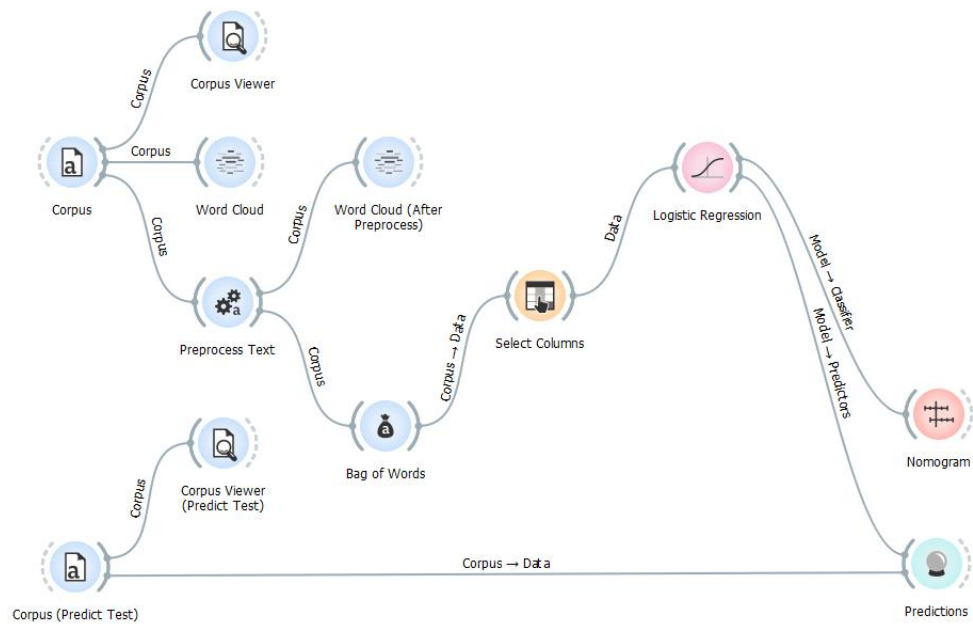 Corpus Viewer
Corpus
Corpus
Corpus
Word Cloud
Corpus
Corpus
Word Cloud (After
Preprocess)
Preprocess Text
Corpus
Bag of Words
Corpus → Data
Select Columns
Data
Logistic Regression
Model → Classifier
Model → Predictors
Nomogram
Corpus Viewer
(Predict Test)
Corpus
Corpus (Predict Test)
Corpus → Data
Predictions
a
a
a
a